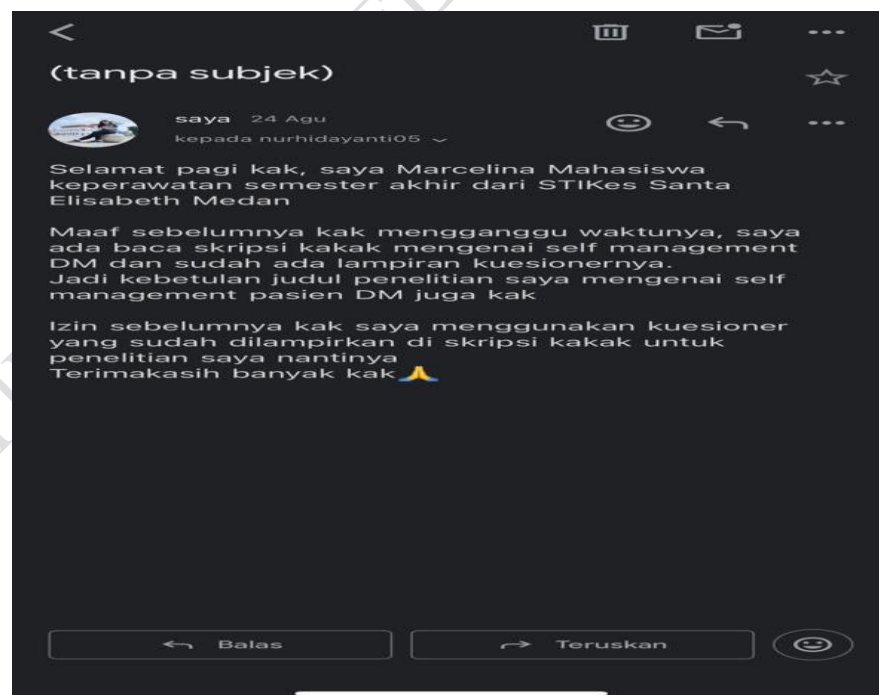 (tanpa subjek)
saya 24 Agu
kepada nurhidayanti05
Selamat pagi kak, saya Marcelina Mahasiswa
keperawatan semester akhir dari STIKes Santa
Elisabeth Medan
Maaf sebelumnya kak mengganggu waktunya, saya
ada baca skripsi kakak mengenai self management
DM dan sudah ada lampiran kuesionernya.
Jadi kebetulan judul penelitian saya mengenai self
management pasien DM juga kak
Izin sebelumnya kak saya menggunakan kuesioner
yang sudah dilampirkan di skripsi kakak untuk
penelitian saya nantinya
Terimakasih banyak kak🙏
Balas
Teruskan